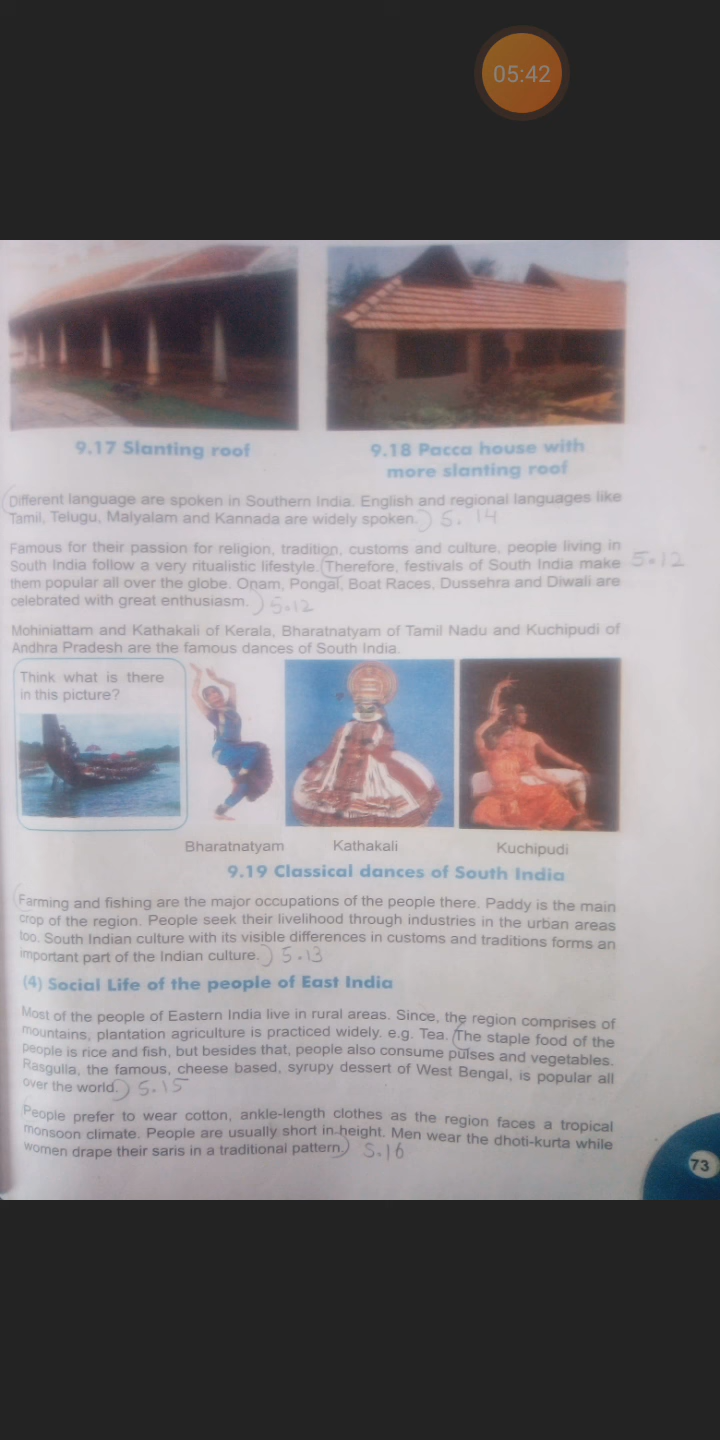 05:42
9.17 Slanting roof
9.18 Pacca house with
more slanting roof
Different language are spoken in Southern India. English and regional languages like
Tamil, Telugu, Malyalam and Kannada are widely spoken.) 5.14
Famous for their passion for religion, tradition, customs and culture, people living in
South India follow a very ritualistic lifestyle. (Therefore, festivals of South India make 5.12
them popular all over the globe. Onam, Pongal, Boat Races, Dussehra and Diwali are
celebrated with great enthusiasm.) 5.12
Mohiniattam and Kathakali of Kerala, Bharatnatyam of Tamil Nadu and Kuchipudi of
Andhra Pradesh are the famous dances of South India.
Think what is there
in this picture?
Bharatnatyam
Kathakali
Kuchipudi
9.19 Classical dances of South India
(Farming and fishing are the major occupations of the people there. Paddy is the main
crop of the region. People seek their livelihood through industries in the urban areas
too. South Indian culture with its visible differences in customs and traditions forms an
important part of the Indian culture.) 5.13
(4) Social Life of the people of East India
Most of the people of Eastern India live in rural areas. Since, the region comprises of
mountains, plantation agriculture is practiced widely. e.g. Tea. (The staple food of the
people is rice and fish, but besides that, people also consume pulses and vegetables.
Rasgulla, the famous, cheese based, syrupy dessert of West Bengal, is popular all
over the world.) 5.15
People prefer to wear cotton, ankle-length clothes as the region faces a tropical
monsoon climate. People are usually short in height. Men wear the dhoti-kurta while
women drape their saris in a traditional pattern.) 5.16
73